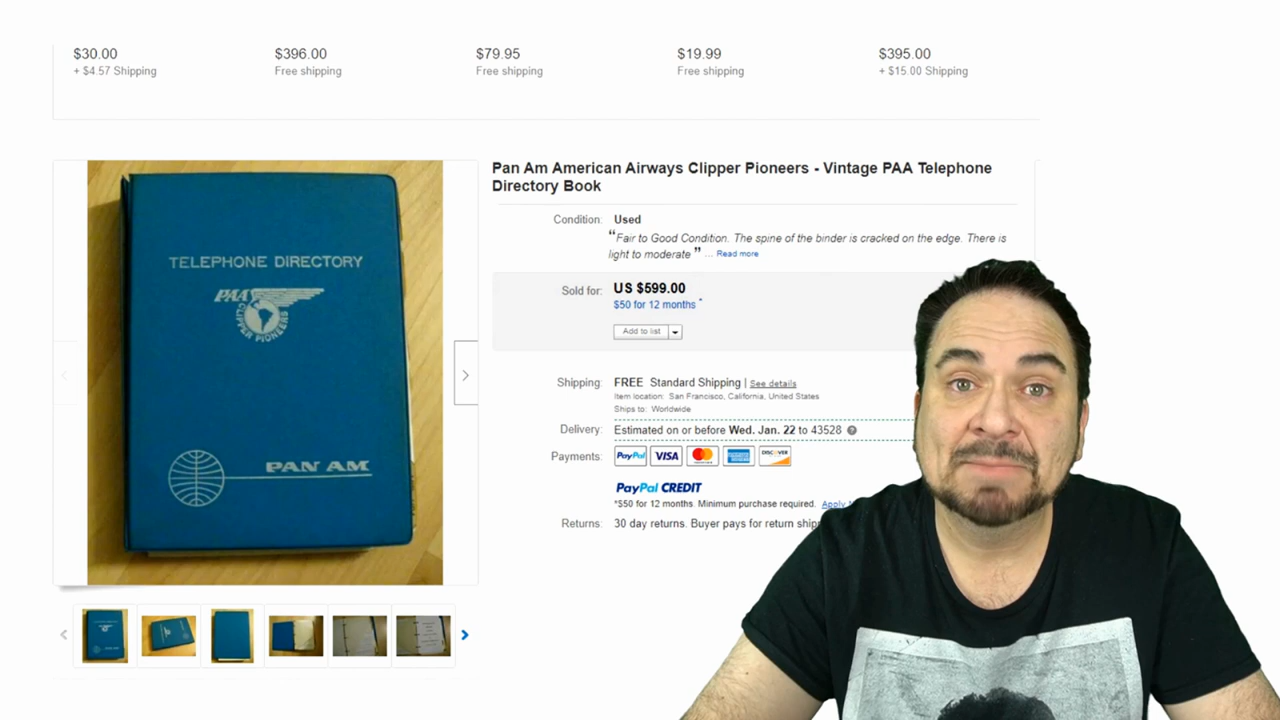 $30.00
+ $4.57 Shipping
$396.00
Free shipping
$79.95
Free shipping
$19.99
Free shipping
$395.00
+ $15.00 Shipping
TELEPHONE DIRECTORY
PAA
CLIPPER PIONEERS
PAN AM
Pan Am American Airways Clipper Pioneers - Vintage PAA Telephone
Directory Book
Condition: Used
“Fair to Good Condition. The spine of the binder is cracked on the edge. There is
light to moderate ” ... Read more
Sold for: US $599.00
$50 for 12 months *
Add to list
Shipping: FREE Standard Shipping | See details
Item location: San Francisco, California, United States
Ships to: Worldwide
Delivery: Estimated on or before Wed. Jan. 22 to 43528 ?
Payments: PayPal VISA MasterCard AMERICAN EXPRESS DISCOVER
PayPal CREDIT
*$50 for 12 months. Minimum purchase required. Apply
Returns: 30 day returns. Buyer pays for return